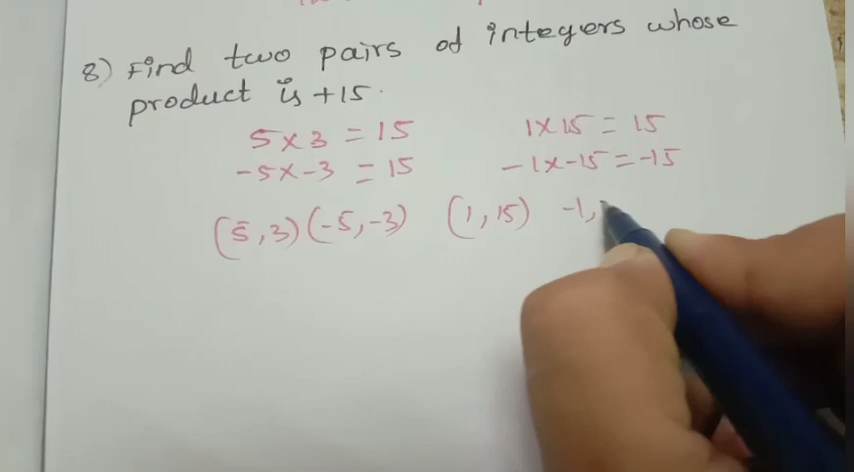 8) Find two pairs of integers whose
product is +15.
5 x 3 = 15 1 x 15 = 15
-5 x -3 = 15 -1 x -15 = -15
(5,3) (-5,-3) (1,15) -1,